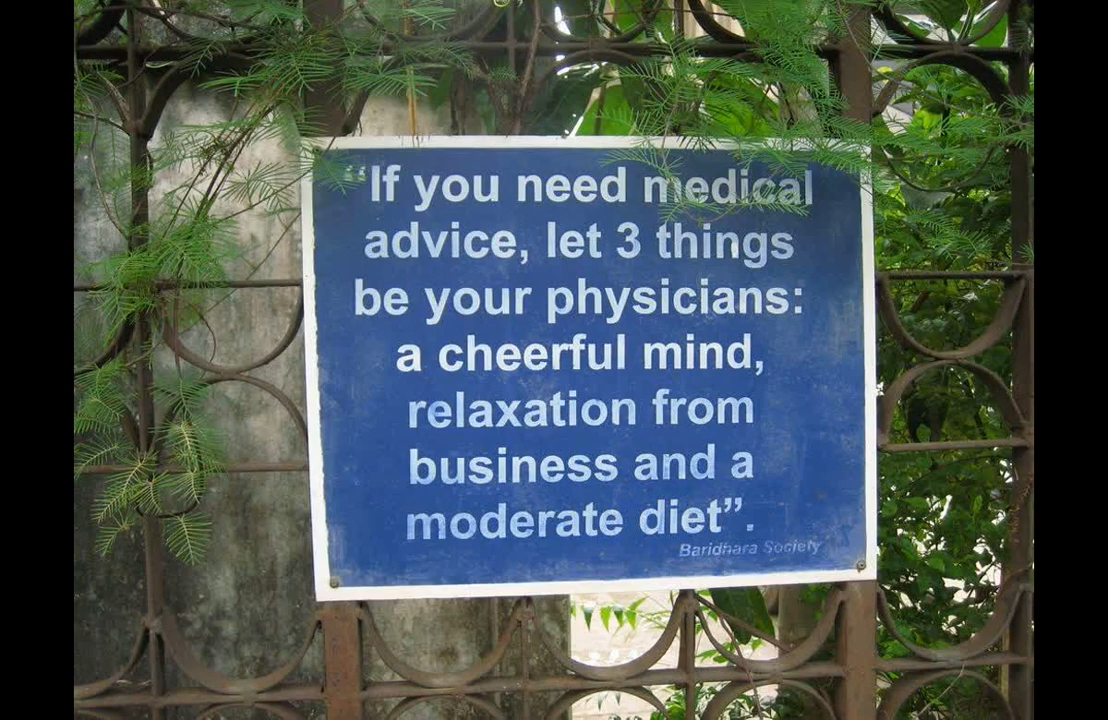 “If you need medical
advice, let 3 things
be your physicians:
a cheerful mind,
relaxation from
business and a
moderate diet”.
Baridhara Society